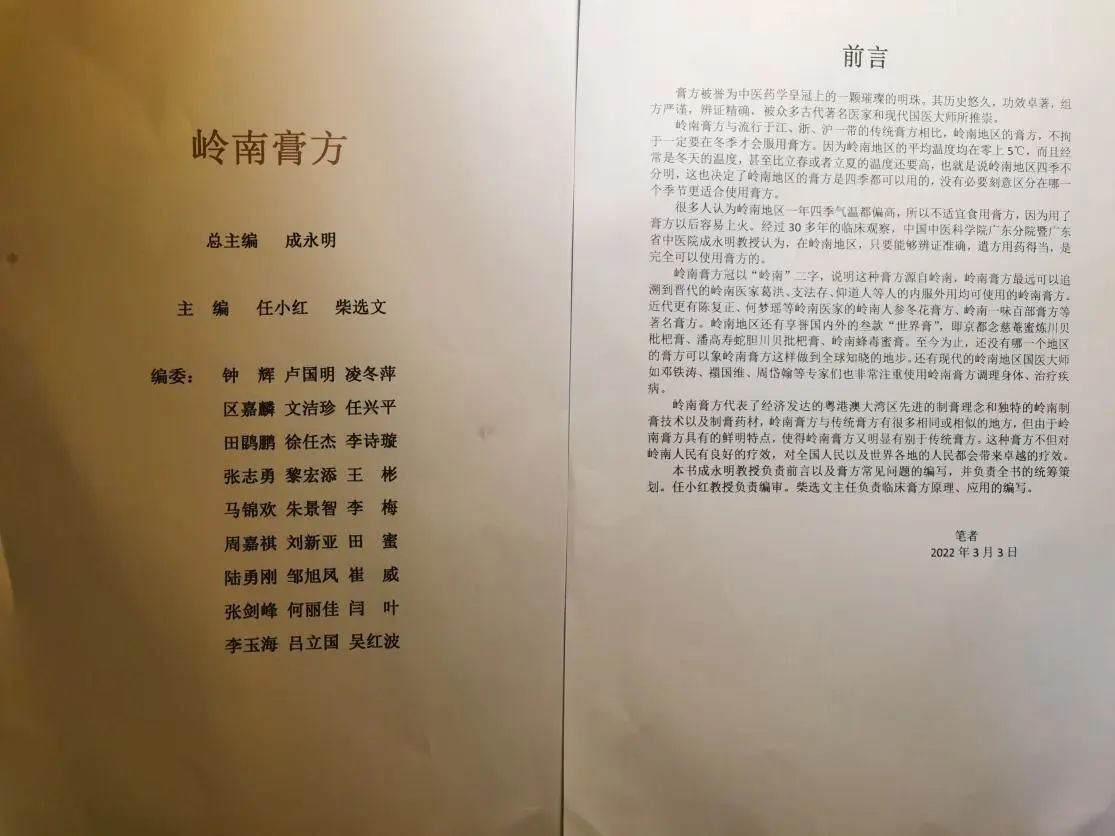 岭南膏方
总主编 成永明
主 编 任小红 柴选文
编委： 钟 辉 卢国明 凌冬萍
区嘉麟 文洁珍 任兴平
田鹍鹏 徐任杰 李诗璇
张志勇 黎宏添 王 彬
马锦欢 朱景智 李 梅
周嘉祺 刘新亚 田 蜜
陆勇刚 邹旭凤 崔 威
张剑峰 何丽佳 闫 叶
李玉海 吕立国 吴红波
前言
膏方被誉为中医药学皇冠上的一颗璀璨的明珠。其历史悠久，功效卓著，组
方严谨，辨证精确，被众多古代著名医家和现代国医大师所推崇。
岭南膏方与流行于江、浙、沪一带的传统膏方相比，岭南地区的膏方，不拘
于一定要在冬季才会服用膏方。因为岭南地区的平均温度均在零上 5℃，而且经
常是冬天的温度，甚至比立春或者立夏的温度还要高，也就是说岭南地区四季不
分明，这也决定了岭南地区的膏方是四季都可以用的，没有必要刻意区分在哪一
个季节更适合使用膏方。
很多人认为岭南地区一年四季气温都偏高，所以不适宜食用膏方，因为用了
膏方以后容易上火。经过 30 多年的临床观察，中国中医科学院广东分院暨广东
省中医院成永明教授认为，在岭南地区，只要能够辨证准确，遣方用药得当，是
完全可以使用膏方的。
岭南膏方冠以“岭南”二字，说明这种膏方源自岭南，岭南膏方最远可以追
溯到晋代的岭南医家葛洪、支法存、仰道人等人的内服外用均可使用的岭南膏方。
近代更有陈复正、何梦瑶等岭南医家的岭南人参冬花膏方、岭南一味百部膏方等
著名膏方。岭南地区还有享誉国内外的叁款“世界膏”，即京都念慈菴蜜炼川贝
枇杷膏、潘高寿蛇胆川贝批杷膏、岭南蜂毒蜜膏。至今为止，还没有哪一个地区
的膏方可以象岭南膏方这样做到全球知晓的地步。还有现代的岭南地区国医大师
如邓铁涛、禤国维、周岱翰等专家们也非常注重使用岭南膏方调理身体、治疗疾
病。
岭南膏方代表了经济发达的粤港澳大湾区先进的制膏理念和独特的岭南制
膏技术以及制膏药材，岭南膏方与传统膏方有很多相同或相似的地方，但由于岭
南膏方具有的鲜明特点，使得岭南膏方又明显有别于传统膏方。这种膏方不但对
岭南人民有良好的疗效，对全国人民以及世界各地的人民都会带来卓越的疗效。
本书成永明教授负责前言以及膏方常见问题的编写，并负责全书的统筹策
划。任小红教授负责编审。柴选文主任负责临床膏方原理、应用的编写。
笔者
2022 年 3 月 3 日